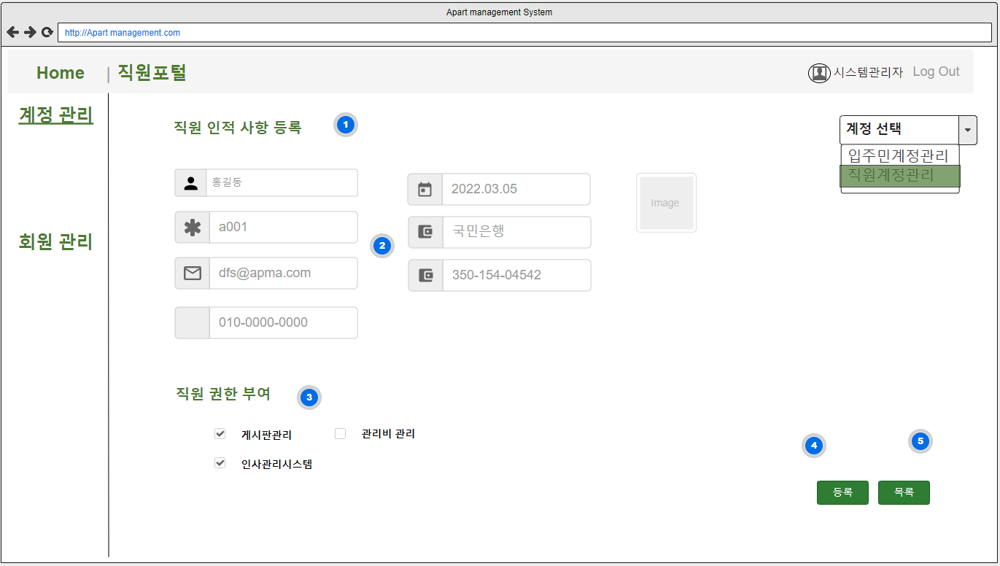 Apart management System
http://Apart management.com
Home | 직원포털
시스템관리자 Log Out
계정 관리
회원 관리
직원 인적 사항 등록 1
계정 선택
입주민계정관리
직원계정관리
홍길동
a001
dfs@apma.com
010-0000-0000
2
2022.03.05
국민은행
350-154-04542
Image
직원 권한 부여 3
게시판관리 관리비 관리
인사관리시스템
4 5
등록 목록